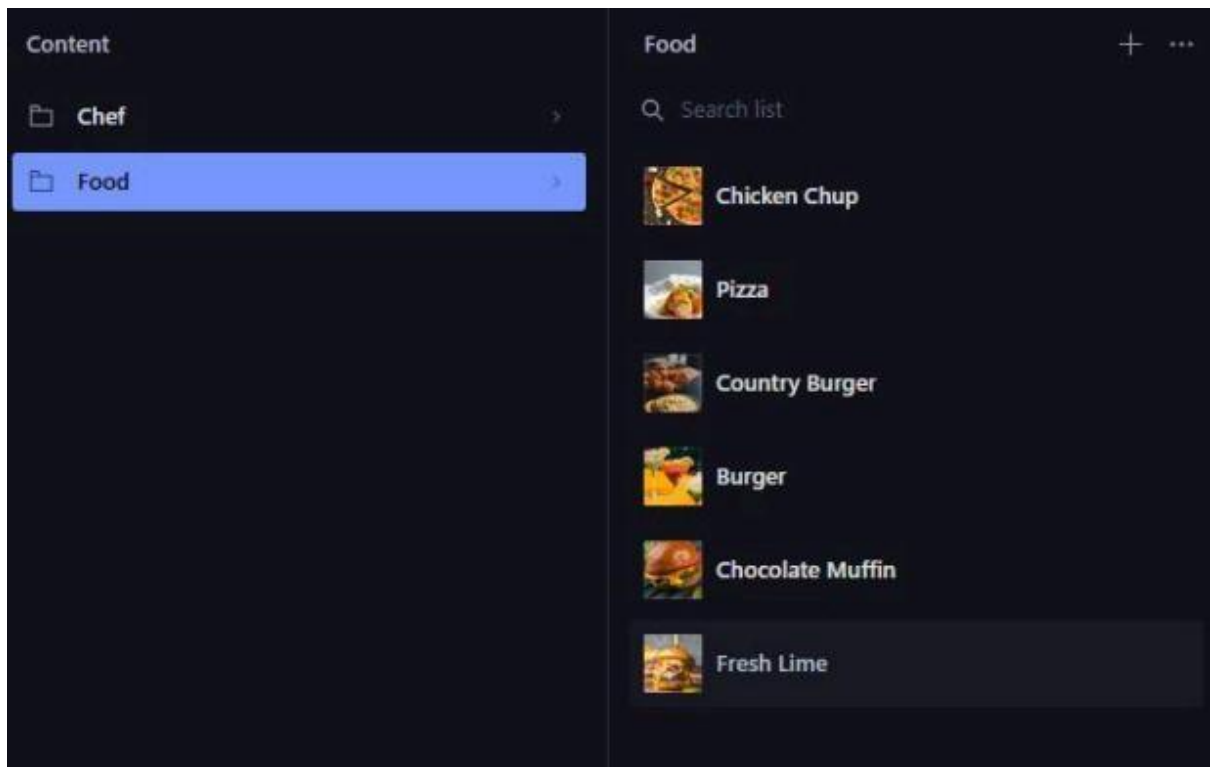 Content
Chef
Food
Food
Search list
Chicken Chup
Pizza
Country Burger
Burger
Chocolate Muffin
Fresh Lime